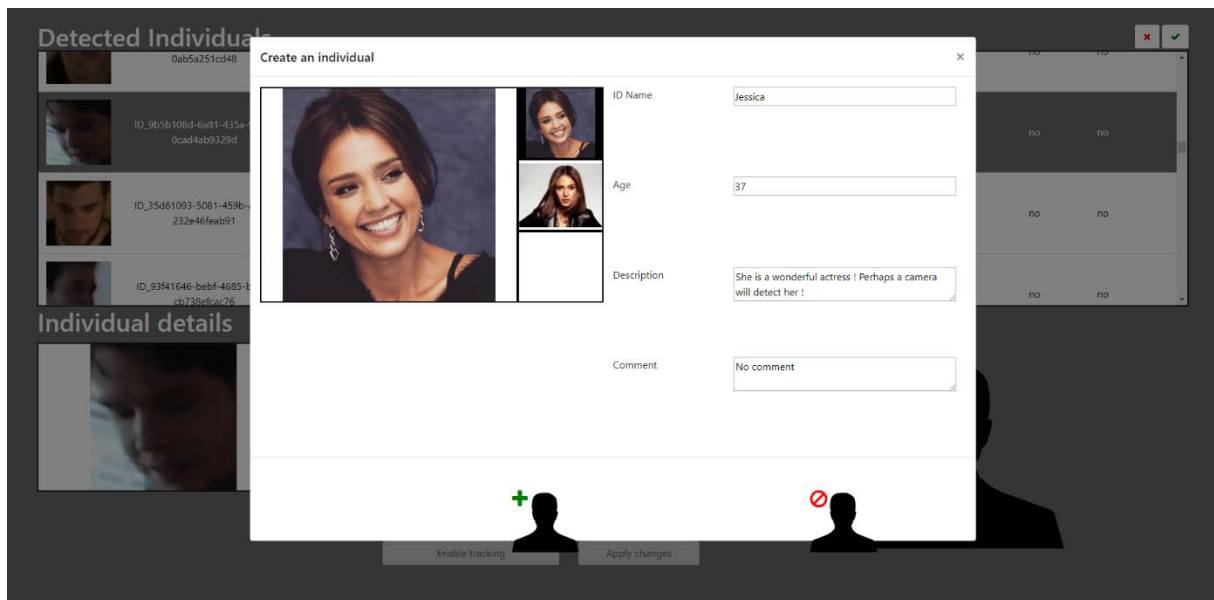 Detected Individuals
Create an individual
×
0ab5a251cd48
no no
ID Name
Jessica
ID_9b5b108d-6a81-435a-
0cad4ab9329d
no no
Age
37
ID_35d61093-5081-459b-
232e46feab91
no no
Description
She is a wonderful actress ! Perhaps a camera
will detect her !
ID_93f41646-bebf-4685-b
cb738efcac76
no no
Individual details
Comment
No comment
Enable tracking
Apply changes